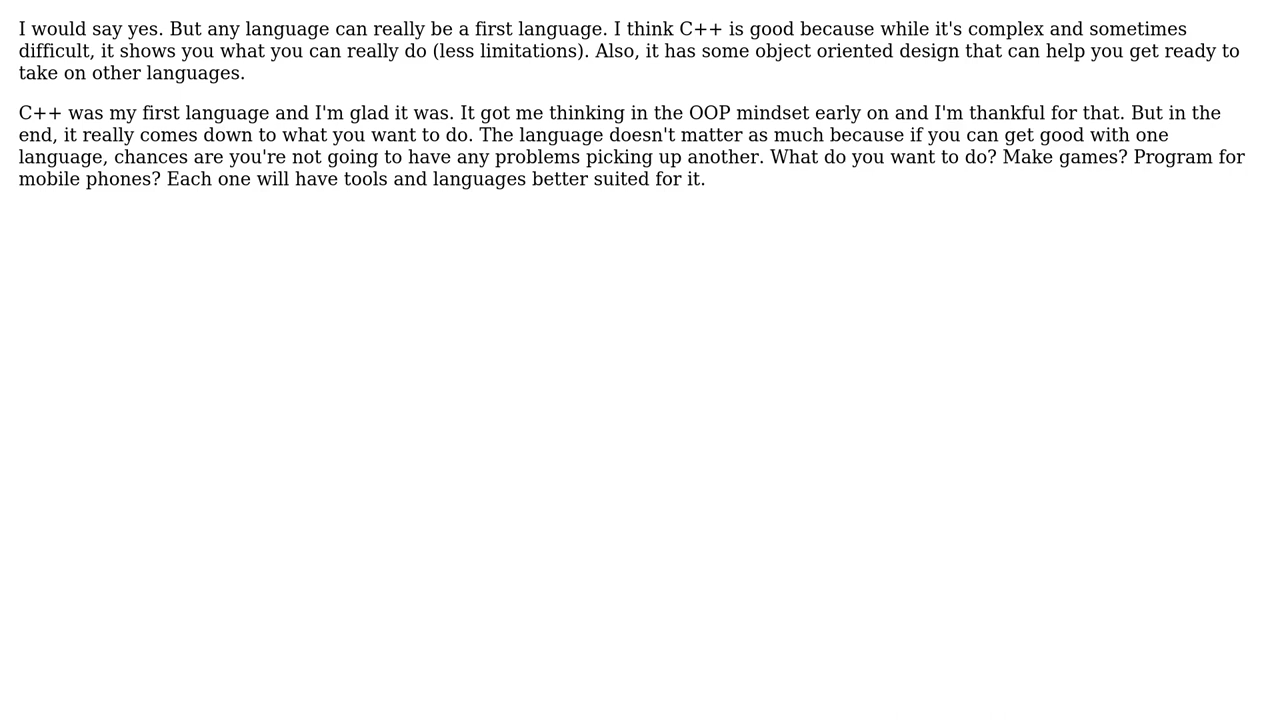 I would say yes. But any language can really be a first language. I think C++ is good because while it's complex and sometimes
difficult, it shows you what you can really do (less limitations). Also, it has some object oriented design that can help you get ready to
take on other languages.
C++ was my first language and I'm glad it was. It got me thinking in the OOP mindset early on and I'm thankful for that. But in the
end, it really comes down to what you want to do. The language doesn't matter as much because if you can get good with one
language, chances are you're not going to have any problems picking up another. What do you want to do? Make games? Program for
mobile phones? Each one will have tools and languages better suited for it.